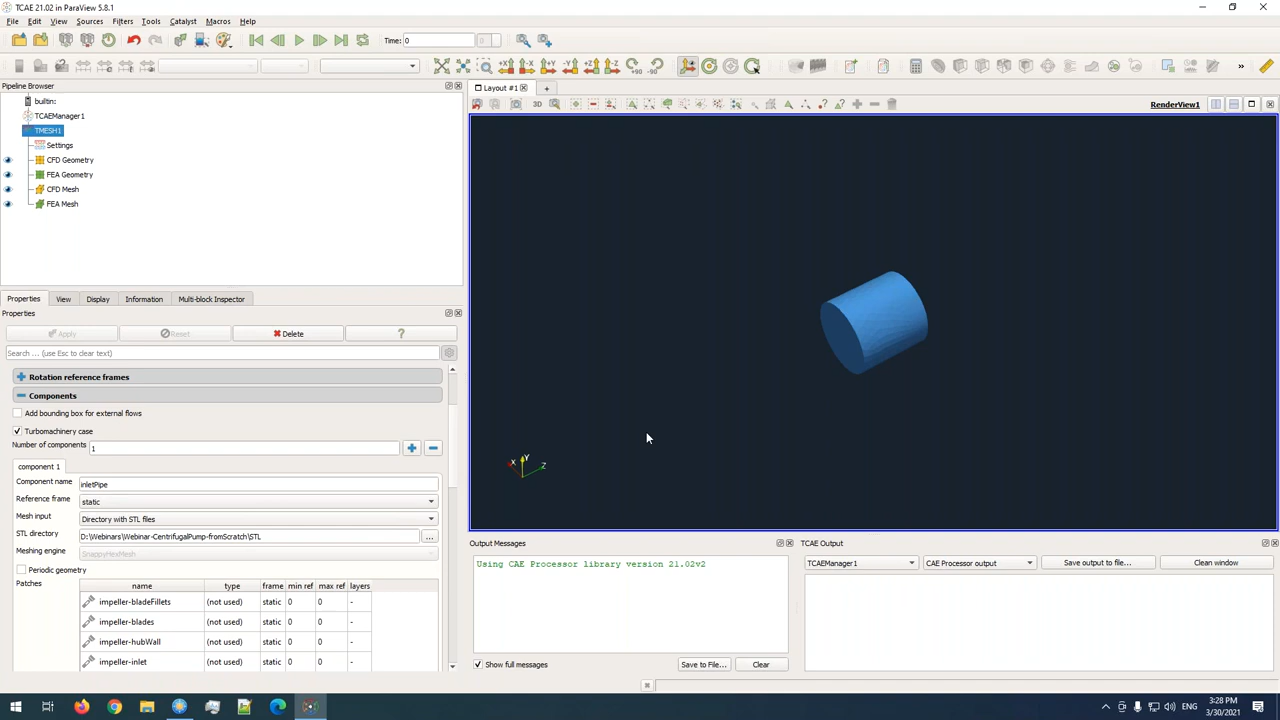 TCAE 21.02 in ParaView 5.8.1
File Edit View Sources Filters Tools Catalyst Macros Help
Time: 0 0
+X -X +Y -Y +Z -Z +90 -90 »
Pipeline Browser
builtin:
TCAEManager1
TMESH1
Settings
CFD Geometry
FEA Geometry
CFD Mesh
FEA Mesh
Layout #1
3D RenderView1
Properties View Display Information Multi-block Inspector
Properties
Apply Reset Delete ?
Search ... (use Esc to clear text)
Rotation reference frames
Components
Add bounding box for external flows
Turbomachinery case
Number of components 1
component 1
Component name inletPipe
Reference frame static
Mesh input Directory with STL files
STL directory D:\Webinars\Webinar-CentrifugalPump-fromScratch\STL ...
Meshing engine SnappyHexMesh
Periodic geometry
Patches name type frame min ref max ref layers
impeller-bladeFillets (not used) static 0 0 -
impeller-blades (not used) static 0 0 -
impeller-hubWall (not used) static 0 0 -
impeller-inlet (not used) static 0 0 -
X Y Z
Output Messages
Using CAE Processor library version 21.02v2
Show full messages Save to File... Clear
TCAE Output
TCAEManager1 CAE Processor output Save output to file... Clean window
ENG 3:28 PM
3/30/2021